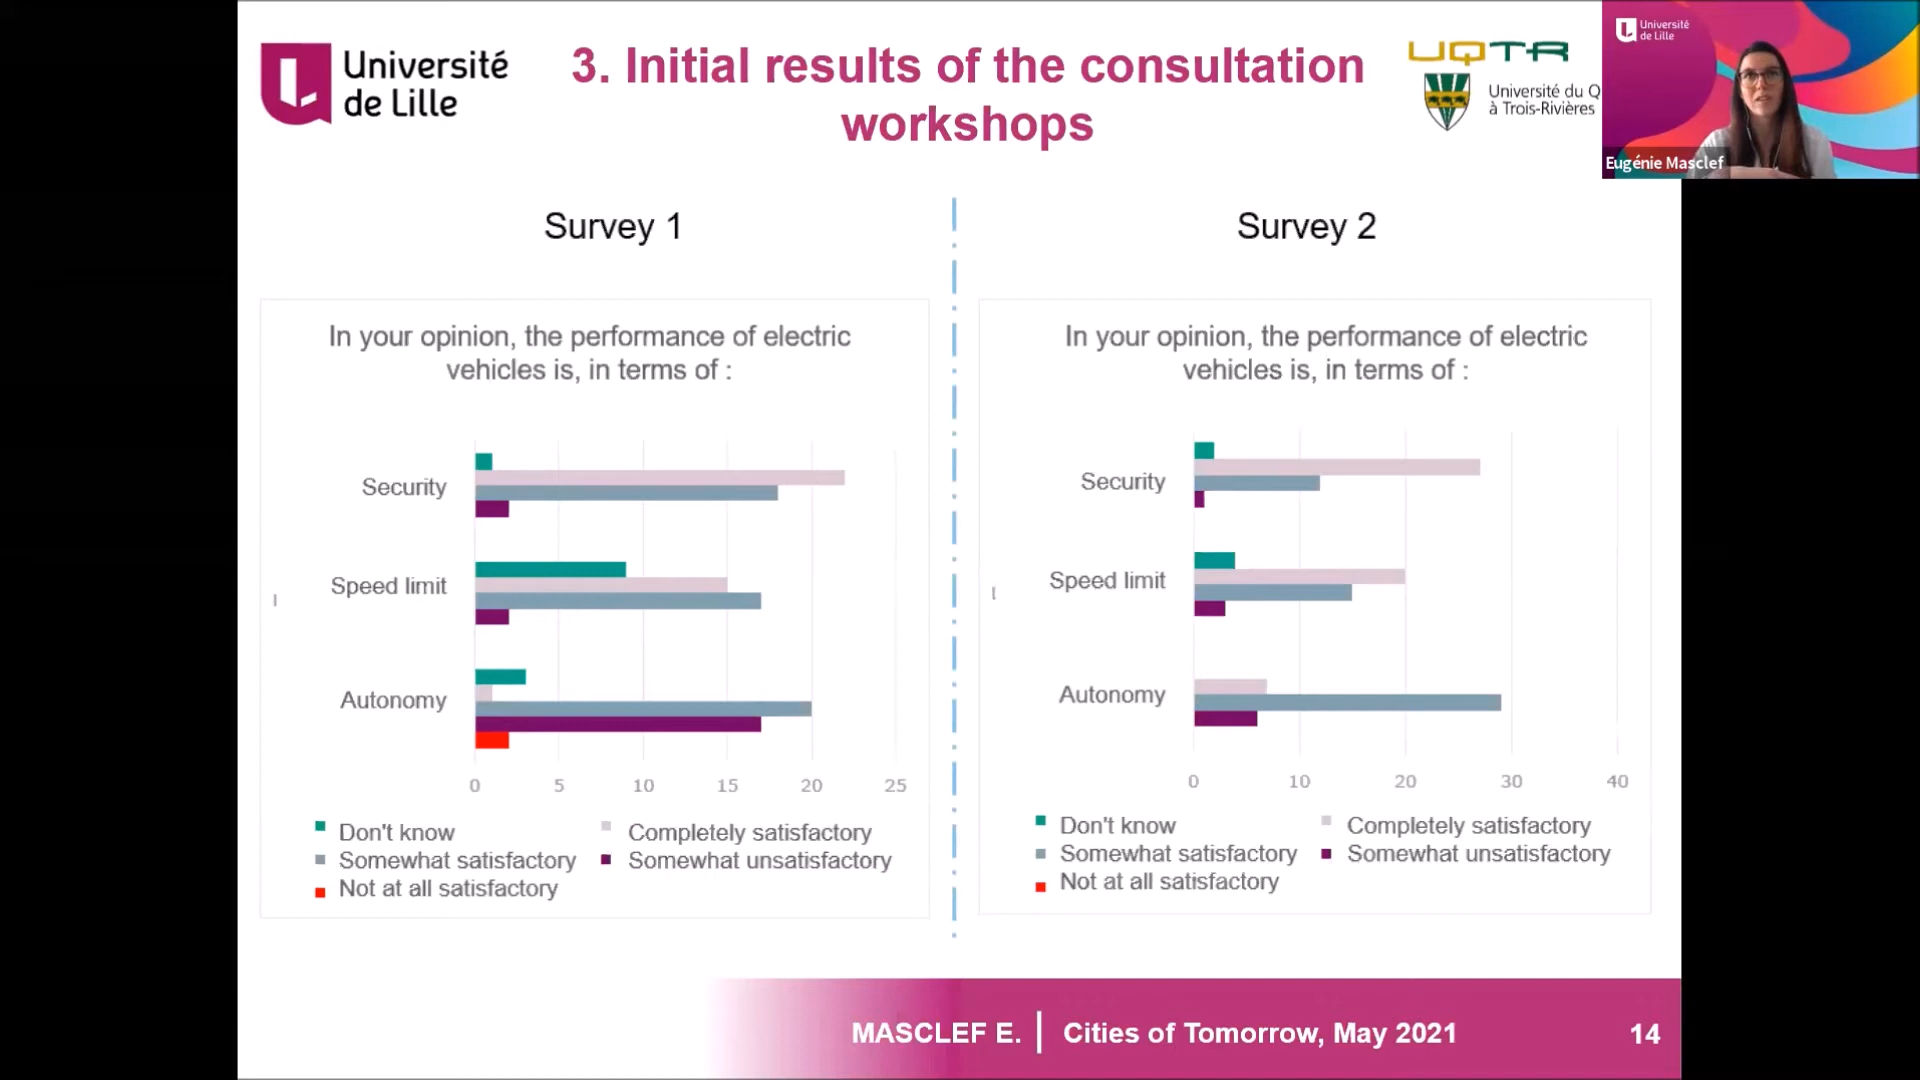 Université
de Lille
3. Initial results of the consultation
workshops
UQTR
Université du Q
à Trois-Rivières
Université
de Lille
Eugénie Masclef
Survey 1
In your opinion, the performance of electric
vehicles is, in terms of :
Security
Speed limit
Autonomy
0 5 10 15 20 25
Don't know
Completely satisfactory
Somewhat satisfactory
Somewhat unsatisfactory
Not at all satisfactory
Survey 2
In your opinion, the performance of electric
vehicles is, in terms of :
Security
Speed limit
Autonomy
0 10 20 30 40
Don't know
Completely satisfactory
Somewhat satisfactory
Somewhat unsatisfactory
Not at all satisfactory
MASCLEF E. | Cities of Tomorrow, May 2021
14